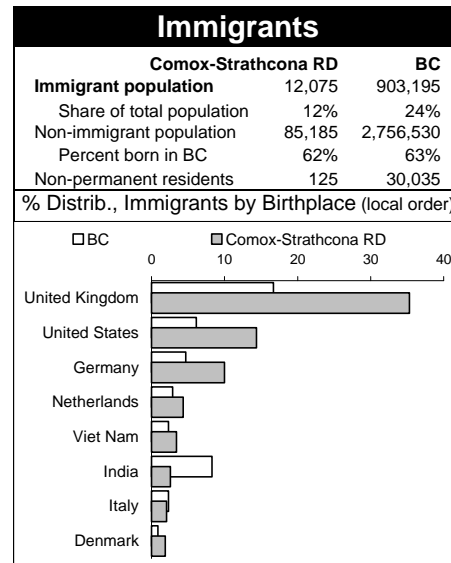 Immigrants
Comox-Strathcona RD BC
Immigrant population 12,075 903,195
Share of total population 12% 24%
Non-immigrant population 85,185 2,756,530
Percent born in BC 62% 63%
Non-permanent residents 125 30,035
% Distrib., Immigrants by Birthplace (local order)
BC Comox-Strathcona RD
0 10 20 30 40
United Kingdom
United States
Germany
Netherlands
Viet Nam
India
Italy
Denmark